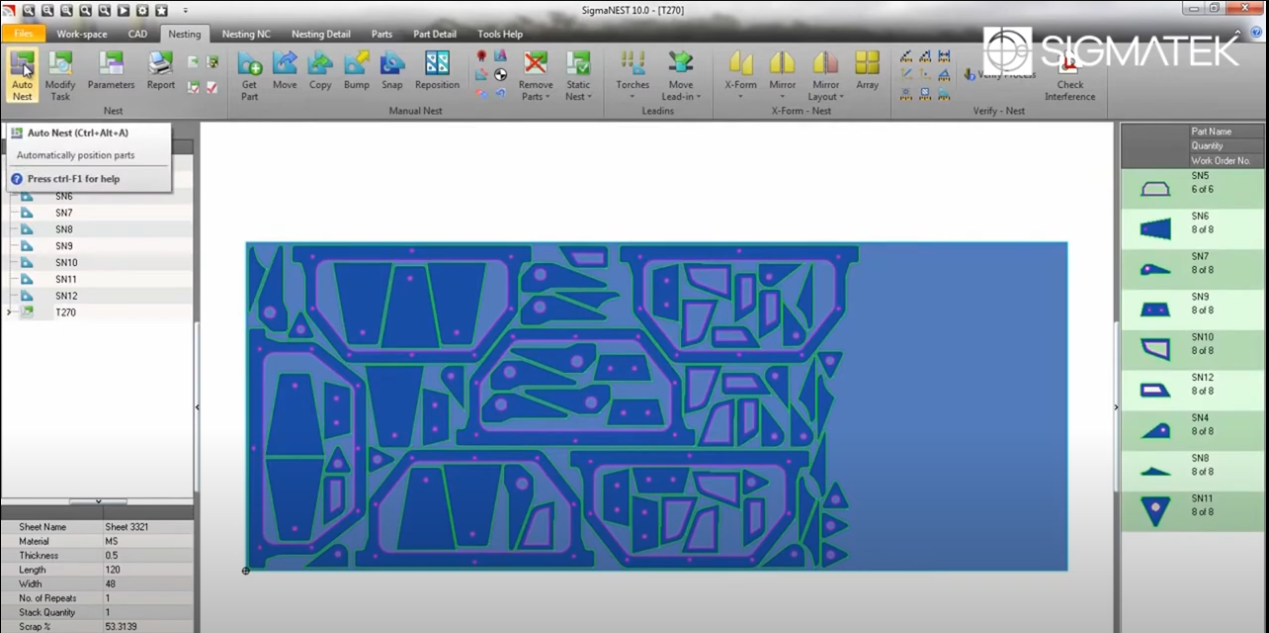 SigmaNEST 10.0 - [T270]
Files Work-space CAD Nesting Nesting NC Nesting Detail Parts Part Detail Tools Help
SIGMATEK
Auto Nest
Modify Task
Parameters
Report
Get Part
Move
Copy
Bump
Snap
Reposition
Remove Parts
Static Nest
Torches
Move Lead-in
X-Form
Mirror
Mirror Layout
Array
Verify Process
Check Interference
Nest
Manual Nest
Leadins
X-Form - Nest
Verify - Nest
Auto Nest (Ctrl+Alt+A)
Automatically position parts
Press ctrl-F1 for help
SN6
SN7
SN8
SN9
SN10
SN11
SN12
T270
Sheet Name Sheet 3321
Material MS
Thickness 0.5
Length 120
Width 48
No. of Repeats 1
Stack Quantity 1
Scrap % 53.3139
Part Name
Quantity
Work Order No.
SN5
6 of 6
SN6
8 of 8
SN7
8 of 8
SN9
8 of 8
SN10
8 of 8
SN12
8 of 8
SN4
8 of 8
SN8
8 of 8
SN11
8 of 8